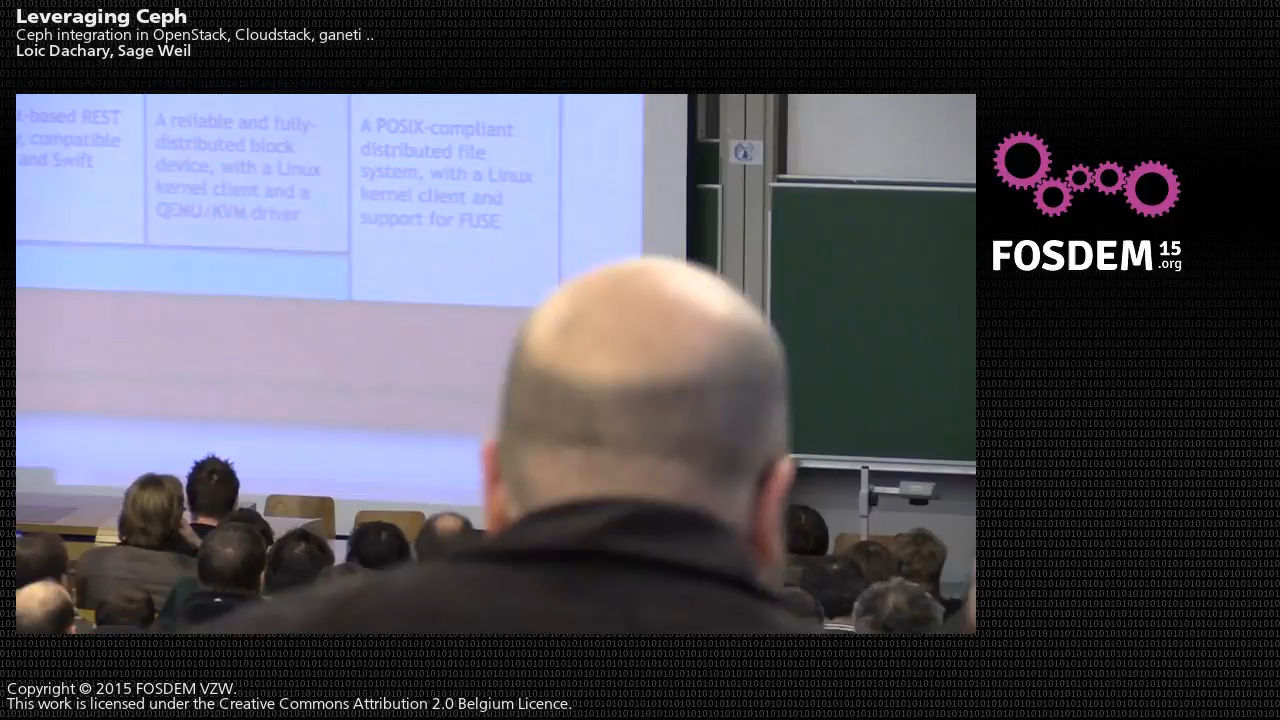 Leveraging Ceph
Ceph integration in OpenStack, Cloudstack, ganeti ..
Loic Dachary, Sage Weil
t-based REST
, compatible
and Swift
A reliable and fully-
distributed block
device, with a Linux
kernel client and a
QEMU/KVM driver
A POSIX-compliant
distributed file
system, with a Linux
kernel client and
support for FUSE
FOSDEM 15
.org
Copyright © 2015 FOSDEM VZW.
This work is licensed under the Creative Commons Attribution 2.0 Belgium Licence.